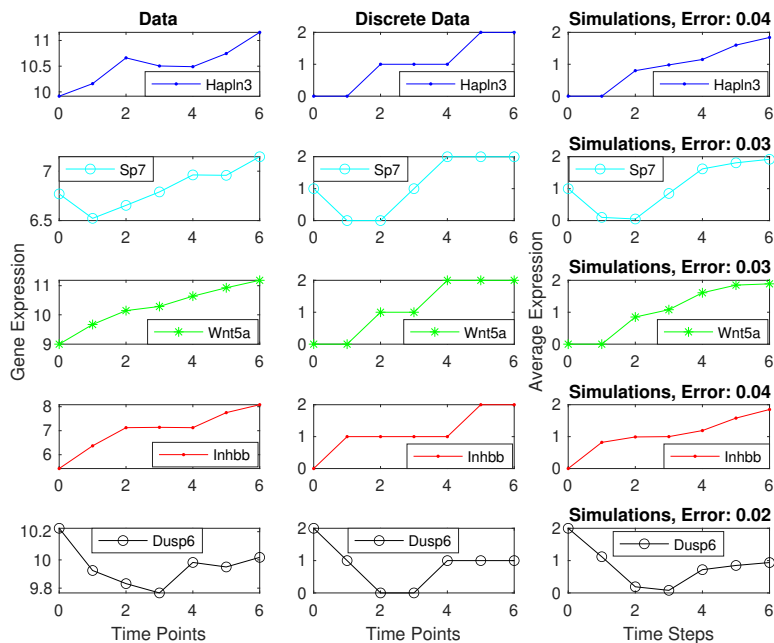 Data
Discrete Data
Simulations, Error: 0.04
11
10.5
10
Hapln3
0 2 4 6
2
1
0
Hapln3
0 2 4 6
2
1
0
Hapln3
0 2 4 6
Simulations, Error: 0.03
7
6.5
Sp7
0 2 4 6
2
1
0
Sp7
0 2 4 6
2
1
0
Sp7
0 2 4 6
Simulations, Error: 0.03
Gene Expression
11
10
9
Wnt5a
0 2 4 6
2
1
0
Wnt5a
0 2 4 6
Average Expression
2
1
0
Wnt5a
0 2 4 6
Simulations, Error: 0.04
8
7
6
Inhbb
0 2 4 6
2
1
0
Inhbb
0 2 4 6
2
1
0
Inhbb
0 2 4 6
Simulations, Error: 0.02
10.2
10
9.8
Dusp6
0 2 4 6
Time Points
2
1
0
Dusp6
0 2 4 6
Time Points
2
1
0
Dusp6
0 2 4 6
Time Steps